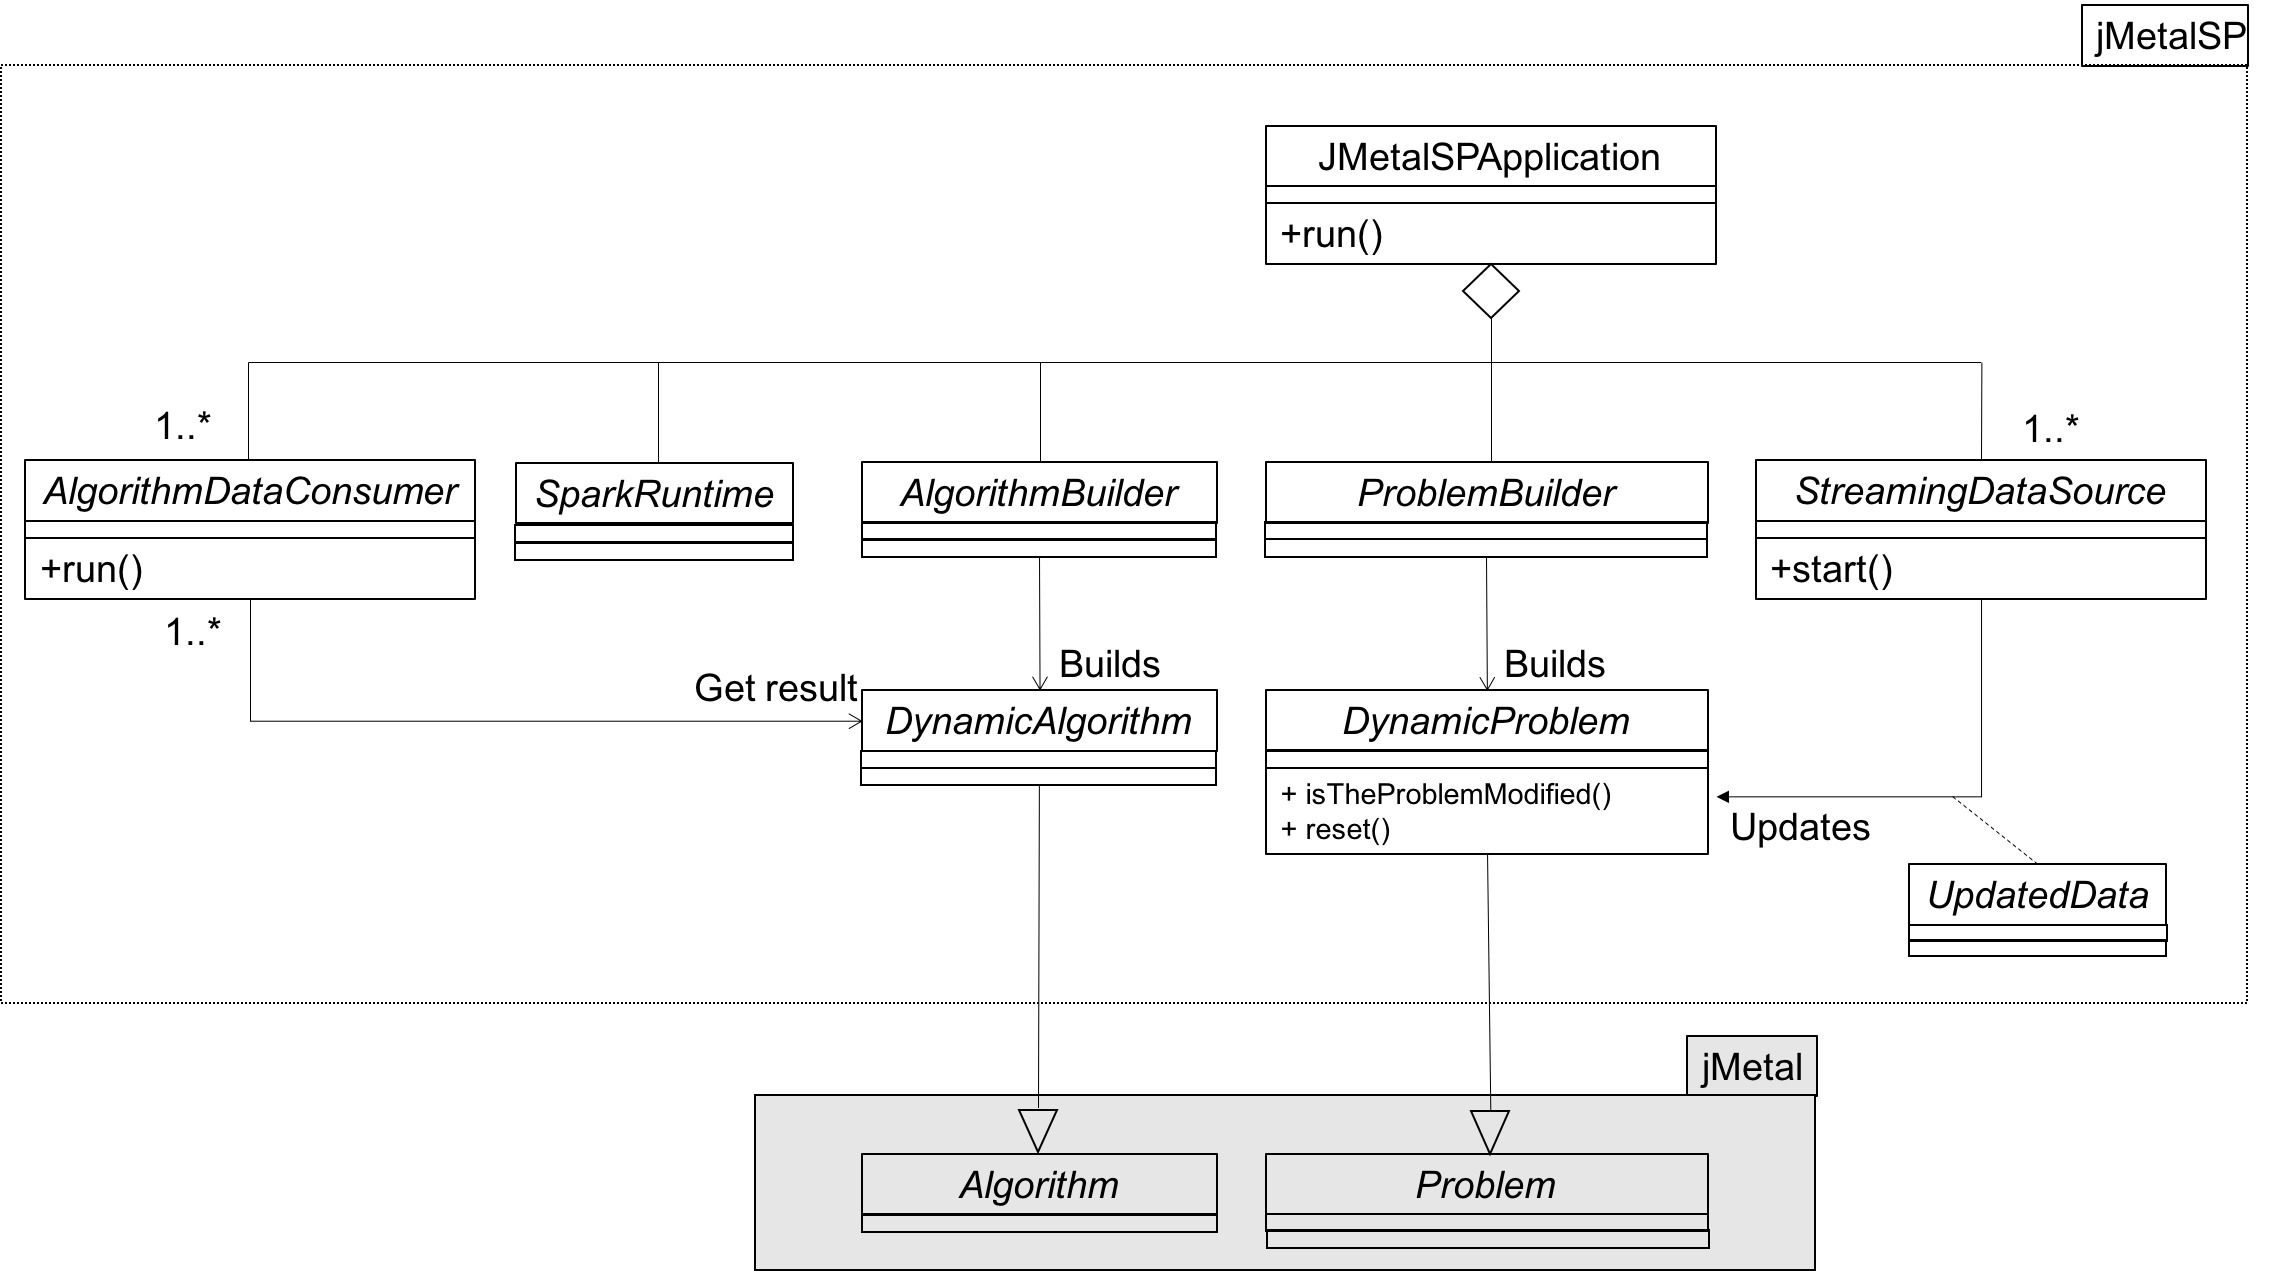 jMetalSP
JMetalSPApplication
+run()
1..*
1..*
AlgorithmDataConsumer
SparkRuntime
AlgorithmBuilder
ProblemBuilder
StreamingDataSource
+run()
+start()
1..*
Get result
Builds
Builds
DynamicAlgorithm
DynamicProblem
+ isTheProblemModified()
+ reset()
Updates
UpdatedData
jMetal
Algorithm
Problem